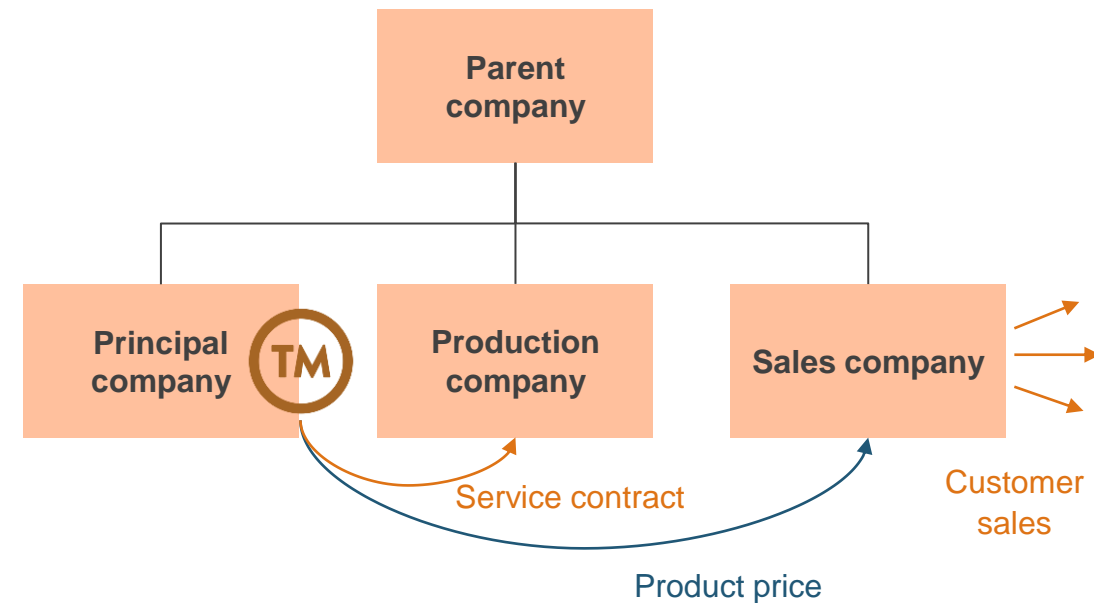 Parent
company
Principal
company
TM
Production
company
Sales company
Service contract
Customer
sales
Product price